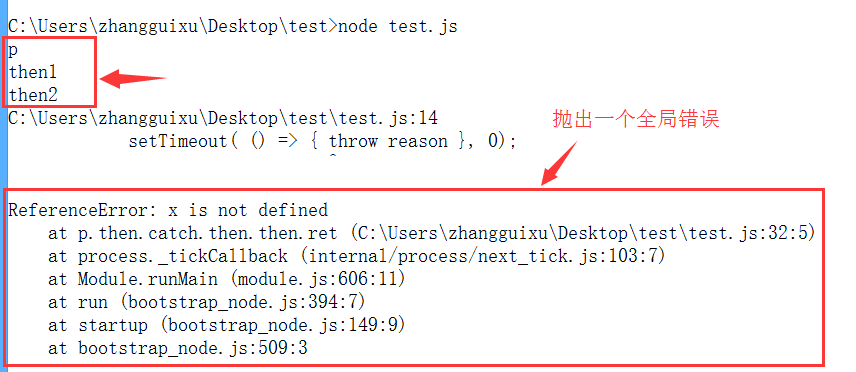 C:\Users\zhangguixu\Desktop\test>node test.js
p
then1
then2
C:\Users\zhangguixu\Desktop\test\test.js:14
抛出一个全局错误
setTimeout( () => { throw reason }, 0);
^
ReferenceError: x is not defined
at p.then.catch.then.then.ret (C:\Users\zhangguixu\Desktop\test\test.js:32:5)
at process._tickCallback (internal/process/next_tick.js:103:7)
at Module.runMain (module.js:606:11)
at run (bootstrap_node.js:394:7)
at startup (bootstrap_node.js:149:9)
at bootstrap_node.js:509:3